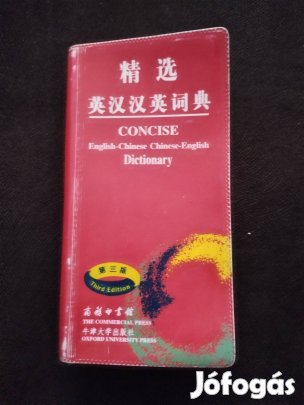 精选
英汉汉英词典
CONCISE
English-Chinese Chinese-English
Dictionary
第三版
Third Edition
商务印书馆
THE COMMERCIAL PRESS
牛津大学出版社
OXFORD UNIVERSITY PRESS
Jófogás